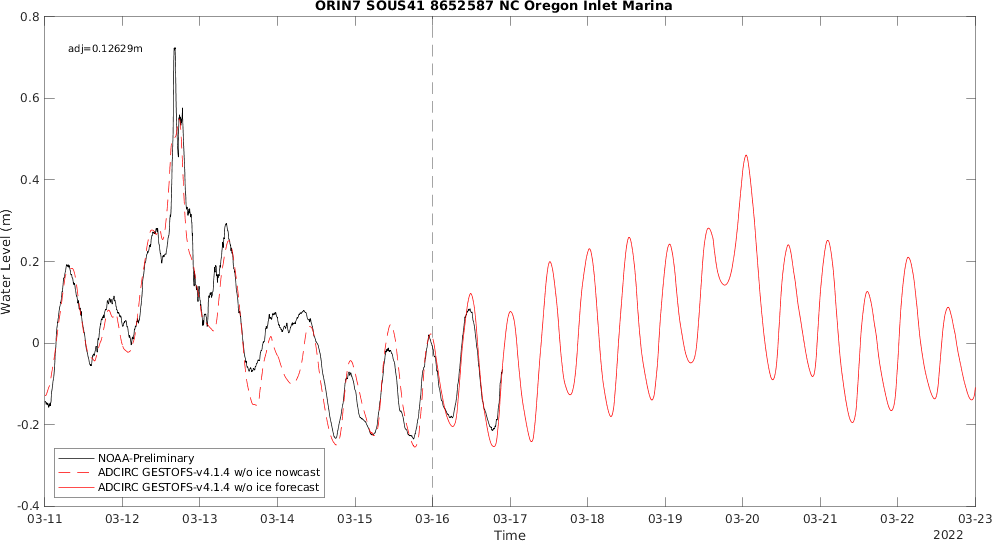 ORIN7 SOUS41 8652587 NC Oregon Inlet Marina
0.8
adj=0.12629m
0.6
0.4
0.2
0
-0.2
-0.4
Water Level (m)
NOAA-Preliminary
ADCIRC GESTOFS-v4.1.4 w/o ice nowcast
ADCIRC GESTOFS-v4.1.4 w/o ice forecast
03-11 03-12 03-13 03-14 03-15 03-16 03-17 03-18 03-19 03-20 03-21 03-22 03-23
Time
2022